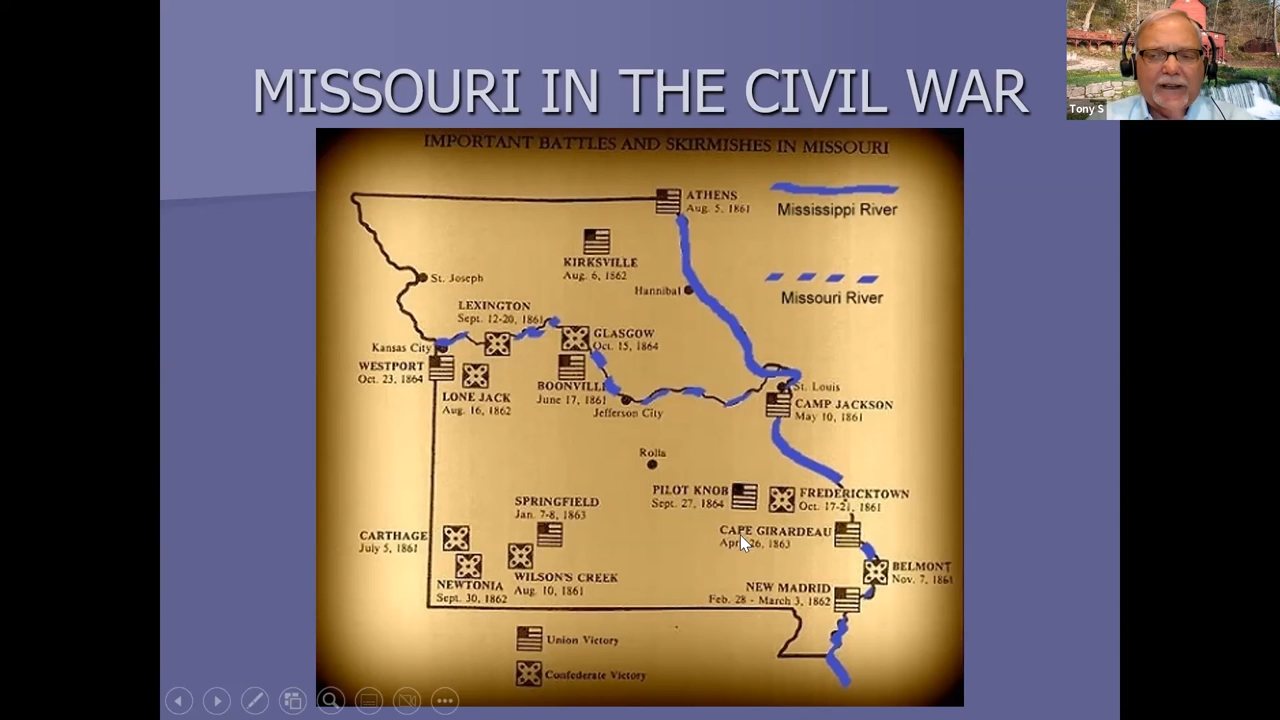 MISSOURI IN THE CIVIL WAR
Tony S
IMPORTANT BATTLES AND SKIRMISHES IN MISSOURI
ATHENS
Aug. 5, 1861
Mississippi River
KIRKSVILLE
Aug. 6, 1862
St. Joseph
Hannibal
Missouri River
LEXINGTON
Sept. 12-20, 1861
GLASGOW
Oct. 15, 1864
Kansas City
WESTPORT
Oct. 23, 1864
LONE JACK
Aug. 16, 1862
BOONVILLE
June 17, 1861
Jefferson City
St. Louis
CAMP JACKSON
May 10, 1861
Rolla
PILOT KNOB
Sept. 27, 1864
FREDERICKTOWN
Oct. 17-21, 1861
SPRINGFIELD
Jan. 7-8, 1863
CAPE GIRARDEAU
26, 1863
CARTHAGE
July 5, 1861
BELMONT
Nov. 7, 1861
NEWTONIA
Sept. 30, 1862
WILSON'S CREEK
Aug. 10, 1861
NEW MADRID
Feb. 28 - March 3, 1862
Union Victory
Confederate Victory